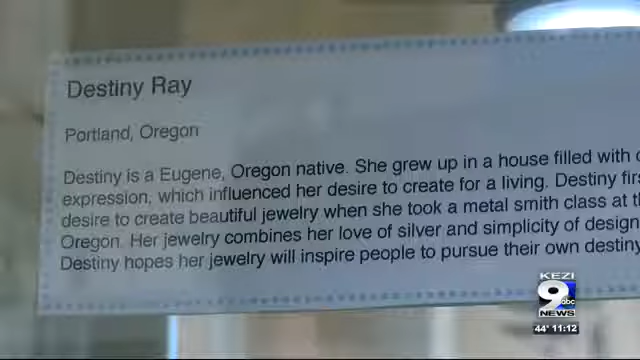 Destiny Ray
Portland, Oregon
Destiny is a Eugene, Oregon native. She grew up in a house filled with
expression, which influenced her desire to create for a living. Destiny
desire to create beautiful jewelry when she took a metal smith class at
Oregon. Her jewelry combines her love of silver and simplicity of design
Destiny hopes her jewelry will inspire people to pursue their own destiny
KEZI
9 abc
NEWS
44° 11:12